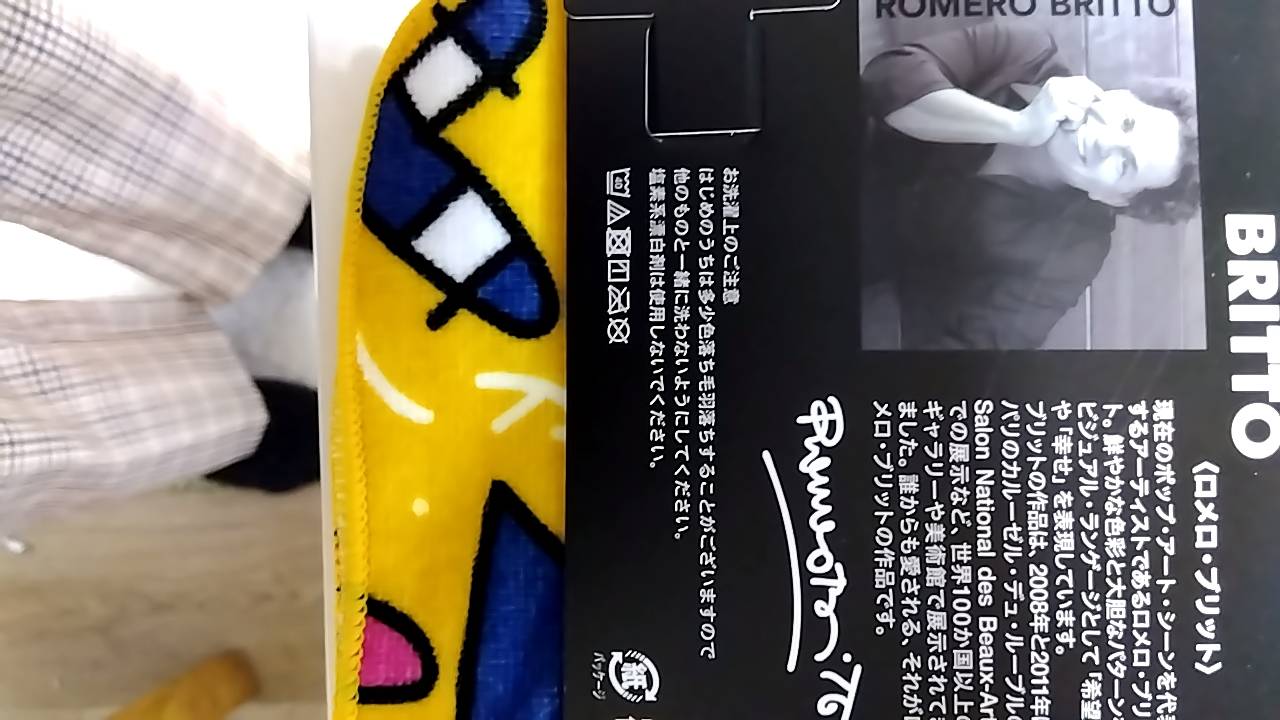 ROMERO BRITTO
BRITTO
〈ロメロ・ブリット〉
現在のポップ・アート・シーンを代表
するアーティストであるロメロ・ブリ
ト。鮮やかな色彩と大胆なパターン
ビジュアル・ランゲージとして「希望
や「幸せ」を表現しています。
ブリットの作品は、2008年と2011年
パリのカルーゼル・デュ・ルーブルの
Salon National des Beaux-Art
での展示など、世界100か国以上の
ギャラリーや美術館で展示されて
ました。誰からも愛される、それが
メロ・ブリットの作品です。
お洗濯上のご注意
はじめのうちは多少色落ち毛羽落ちすることがございますので
他のものと一緒に洗わないようにしてください。
塩素系漂白剤は使用しないでください。
40
紙
パッケージ